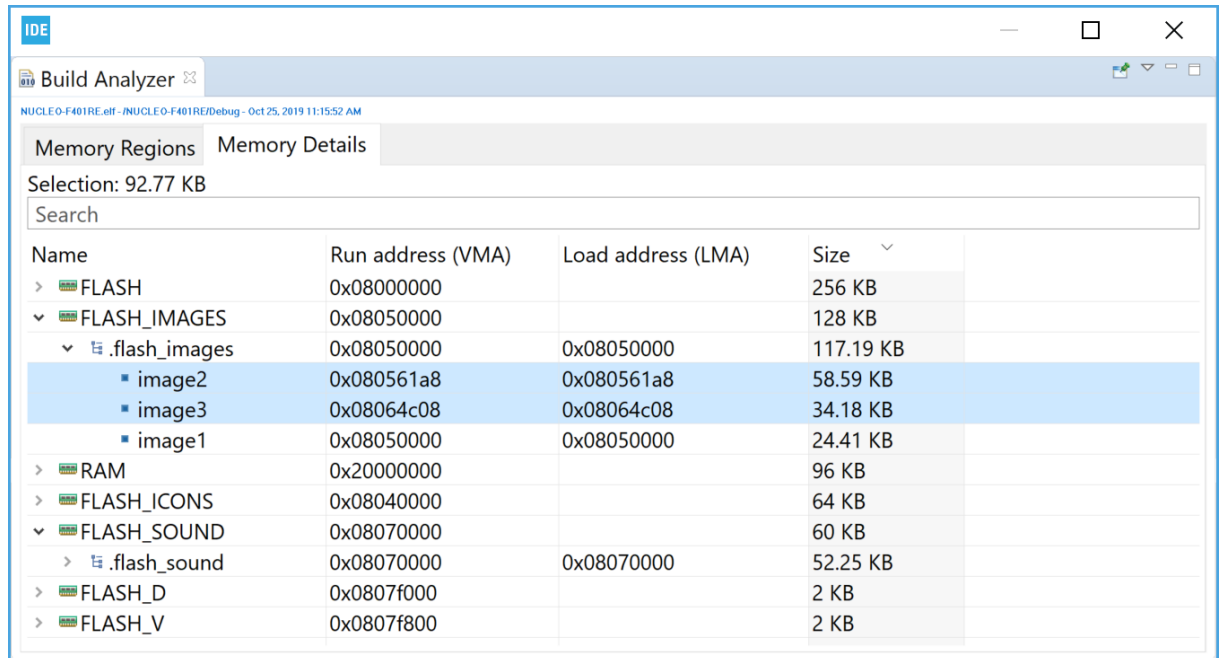 IDE
Build Analyzer
NUCLEO-F401RE.elf - /NUCLEO-F401RE/Debug - Oct 25, 2019 11:15:52 AM
Memory Regions Memory Details
Selection: 92.77 KB
Search
Name Run address (VMA) Load address (LMA) Size
FLASH 0x08000000 256 KB
FLASH_IMAGES 0x08050000 128 KB
.flash_images 0x08050000 0x08050000 117.19 KB
image2 0x080561a8 0x080561a8 58.59 KB
image3 0x08064c08 0x08064c08 34.18 KB
image1 0x08050000 0x08050000 24.41 KB
RAM 0x20000000 96 KB
FLASH_ICONS 0x08040000 64 KB
FLASH_SOUND 0x08070000 60 KB
.flash_sound 0x08070000 0x08070000 52.25 KB
FLASH_D 0x0807f000 2 KB
FLASH_V 0x0807f800 2 KB